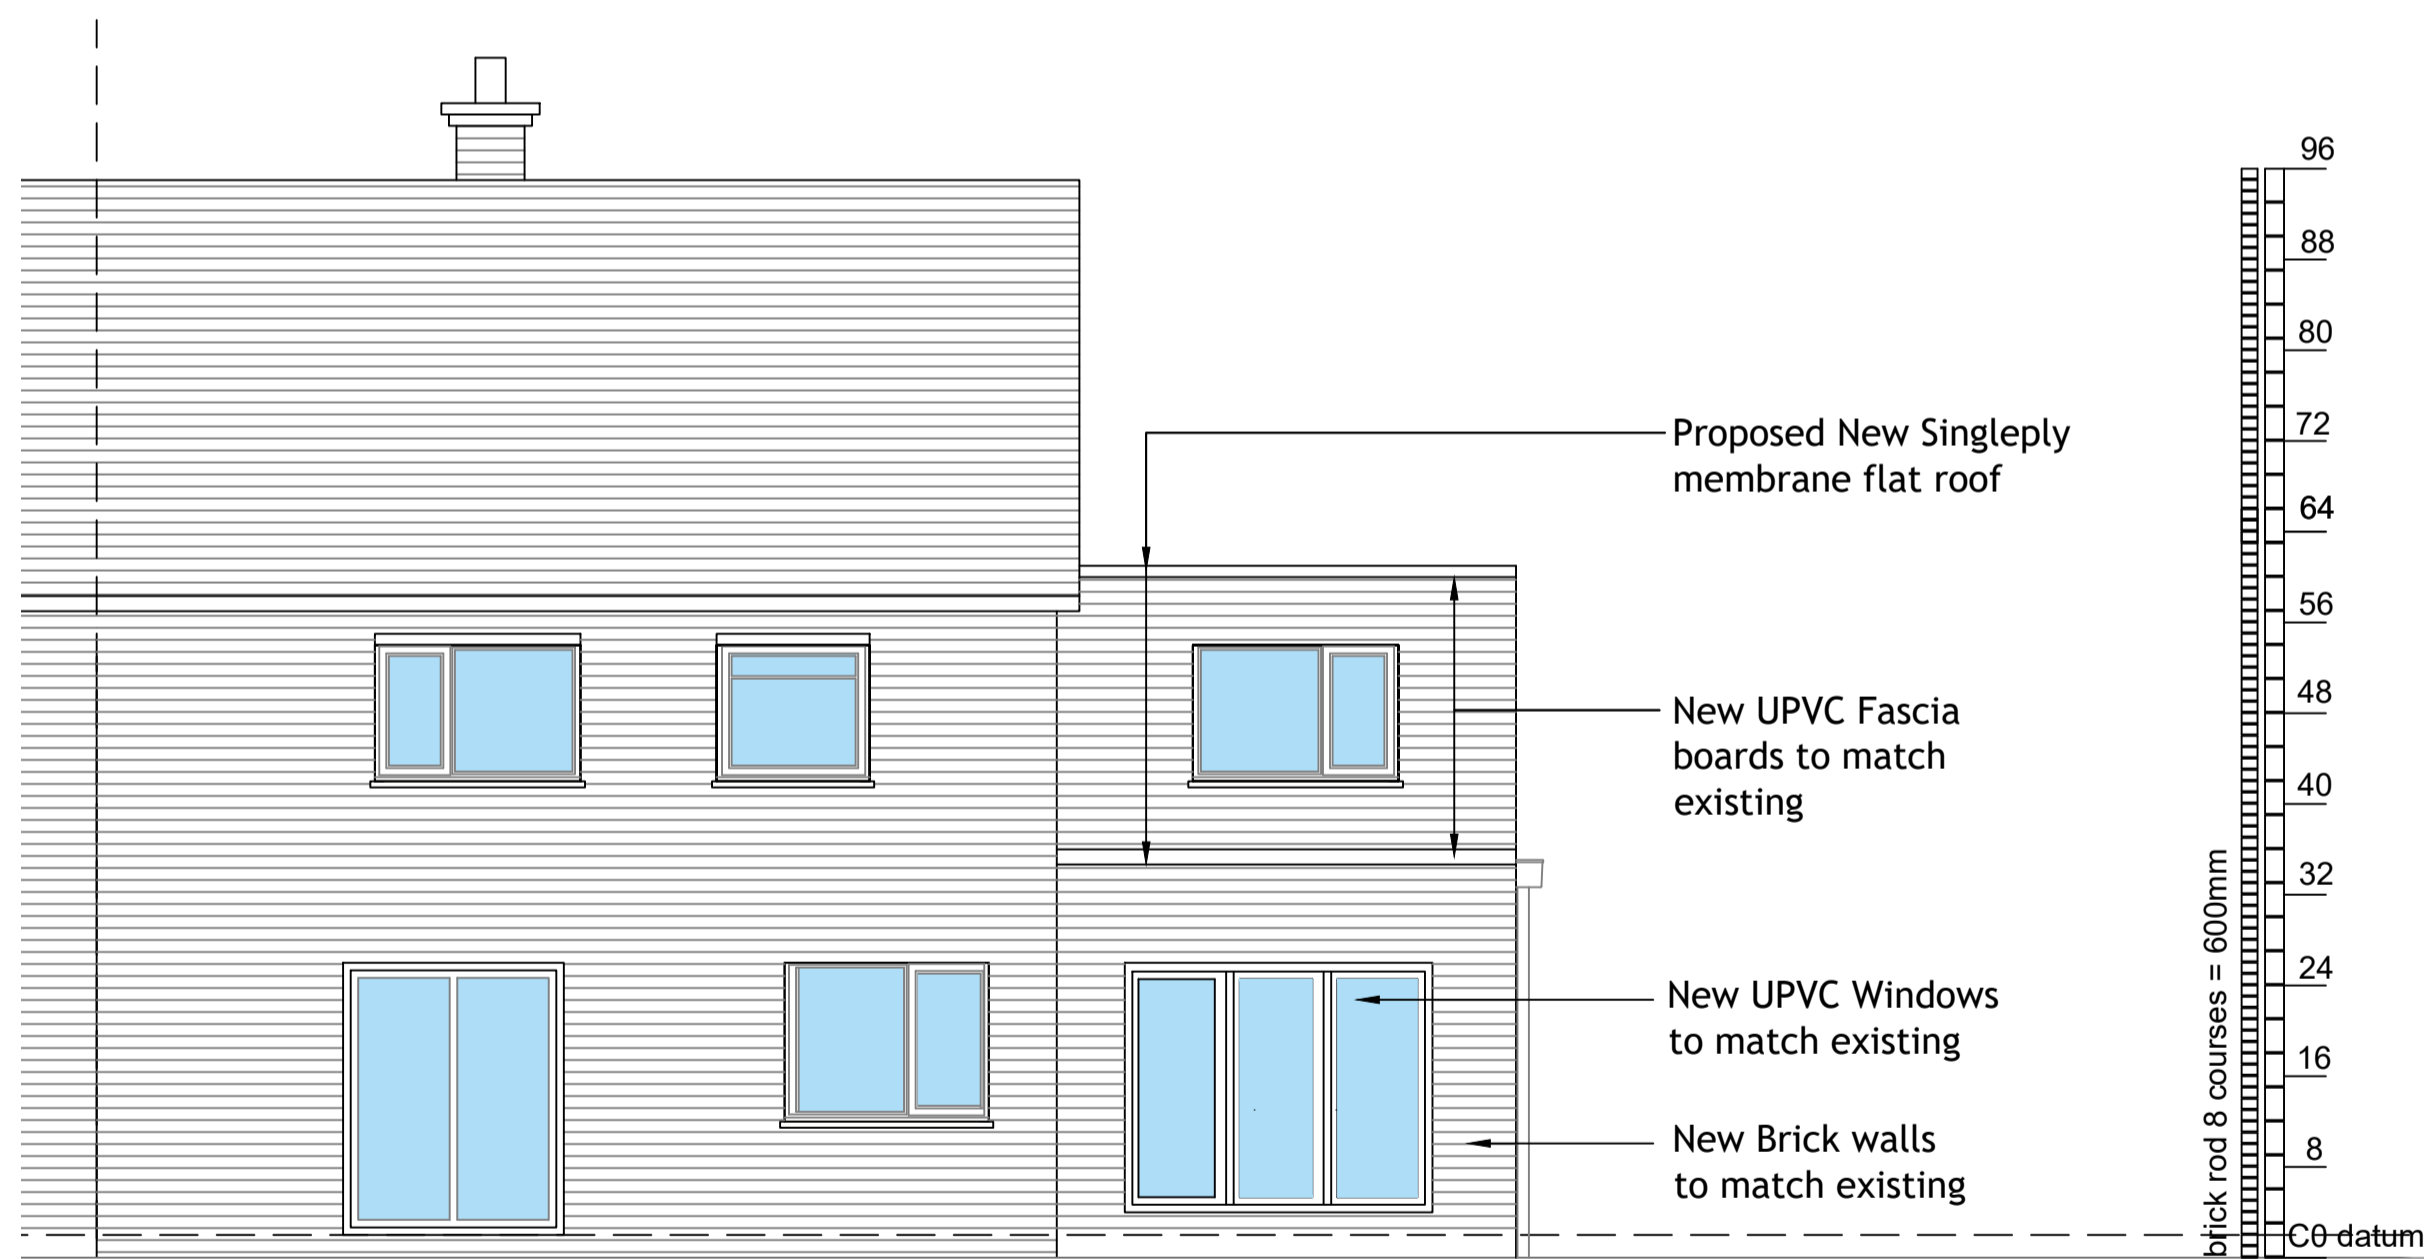 Proposed New Singleply
membrane flat roof
New UPVC Fascia
boards to match
existing
New UPVC Windows
to match existing
New Brick walls
to match existing
brick rod 8 courses = 600mm
96
88
80
72
64
56
48
40
32
24
16
8
C0 datum